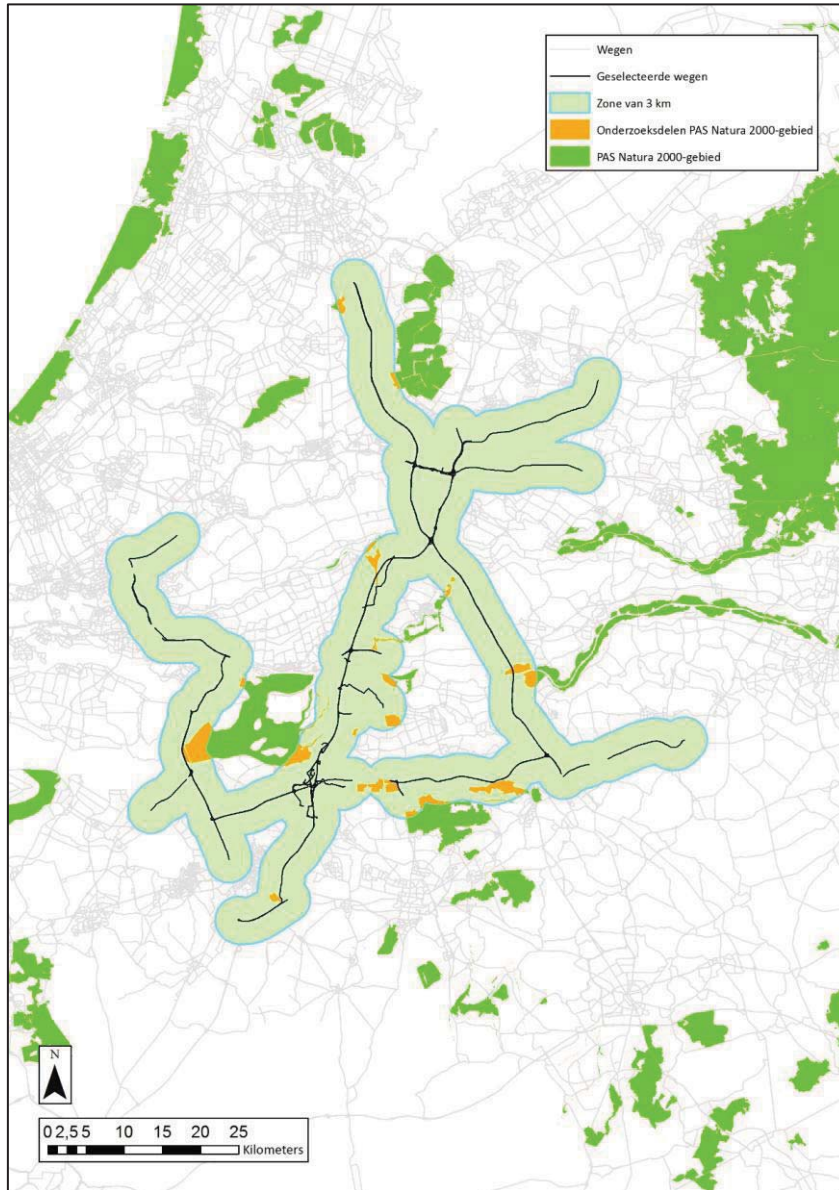 Wegen
Geselecteerde wegen
Zone van 3 km
Onderzoeksdelen PAS Natura 2000-gebied
PAS Natura 2000-gebied
N
0 2,5 5 10 15 20 25
Kilometers